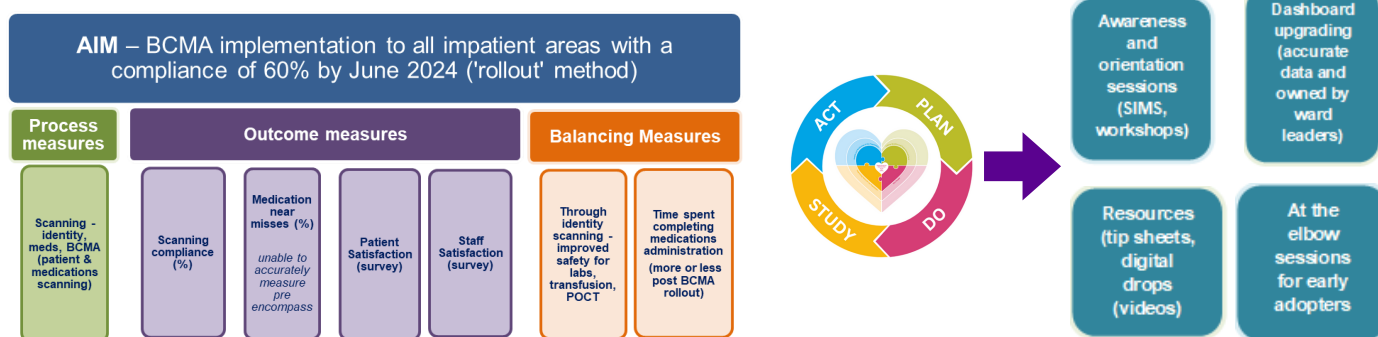 AIM – BCMA implementation to all impatient areas with a
compliance of 60% by June 2024 ('rollout' method)
Process
measures
Outcome measures
Balancing Measures
Scanning -
identity,
meds, BCMA
(patient &
medications
scanning)
Scanning
compliance
(%)
Medication
near
misses (%)
unable to
accurately
measure
pre
encompass
Patient
Satisfaction
(survey)
Staff
Satisfaction
(survey)
Through
identity
scanning -
improved
safety for
labs,
transfusion,
POCT
Time spent
completing
medications
administration
(more or less
post BCMA
rollout)
ACT
PLAN
STUDY
DO
Awareness
and
orientation
sessions
(SIMS,
workshops)
Dashboard
upgrading
(accurate
data and
owned by
ward
leaders)
Resources
(tip sheets,
digital
drops
(videos)
At the
elbow
sessions
for early
adopters